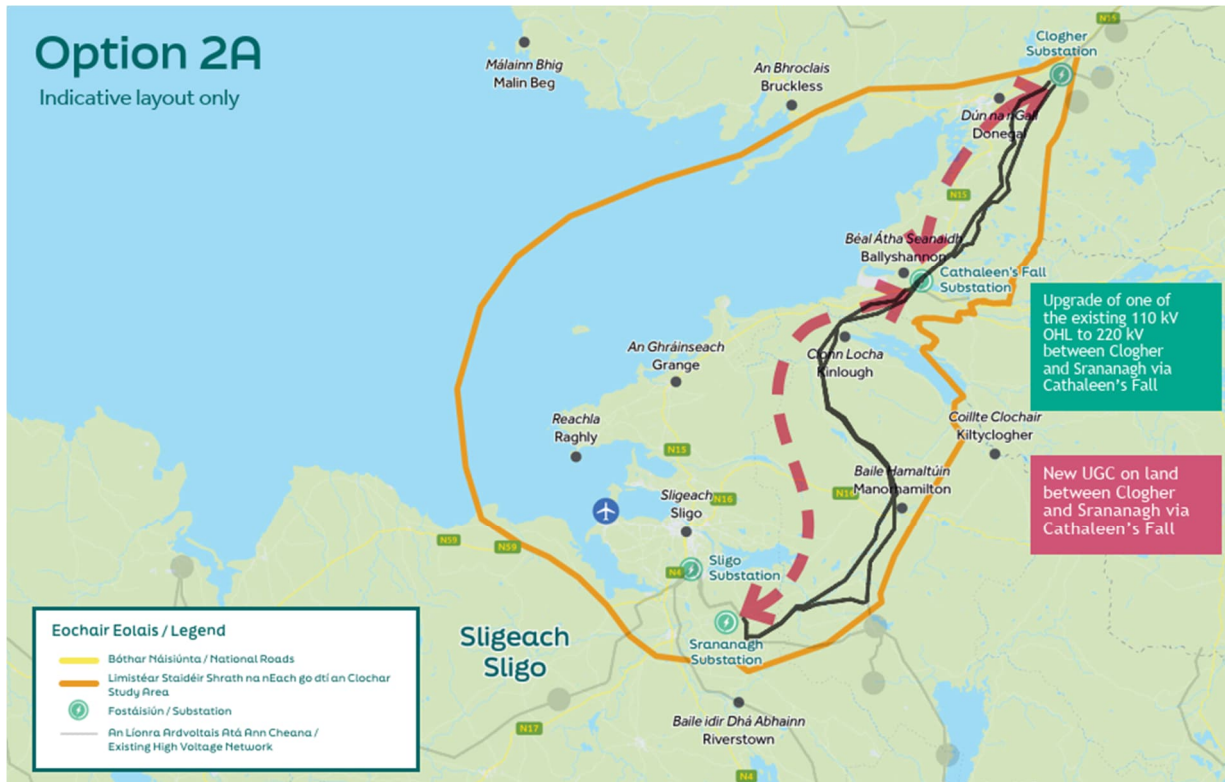 Option 2A
Indicative layout only
N15
Clogher
Substation
Málainn Bhig
Malin Beg
An Bhroclais
Bruckless
Dún na nGall
Donegal
N15
Béal Átha Seanaidh
Ballyshannon
Cathaleen's Fall
Substation
Upgrade of one of
the existing 110 kV
OHL to 220 kV
between Clogher
and Srananagh via
Cathaleen's Fall
An Ghráinseach
Grange
Cionn Locha
Kinlough
Reachla
Raghly
Coillte Clochair
Kiltyclogher
N15
Baile Hamaltúin
Manorhamilton
N16
Sligeach
Sligo
N16
New UGC on land
between Clogher
and Srananagh via
Cathaleen's Fall
N59
N59
N4
Sligo
Substation
Sligeach
Sligo
Srananagh
Substation
Baile idir Dhá Abhainn
Riverstown
N17
N4
Eochair Eolais / Legend
Bóthar Náisiúnta / National Roads
Limistéar Staidéir Shrath na nEach go dtí an Clochar
Study Area
Fostáisiún / Substation
An Líonra Ardvoltais Atá Ann Cheana /
Existing High Voltage Network